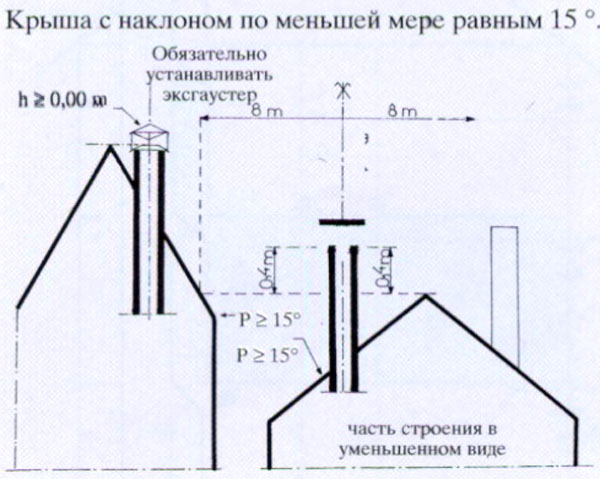 Крыша с наклоном по меньшей мере равным 15 °.
Обязательно
устанавливать
эксгаустер
h ≥ 0,00 m
8 m
8 m
0,4 m
0,4 m
P ≥ 15°
P ≥ 15°
часть строения в
уменьшенном виде